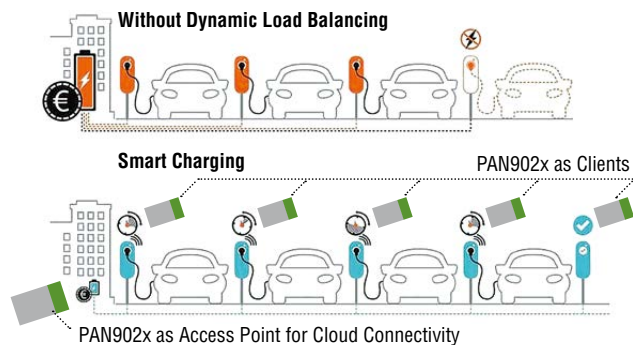 Without Dynamic Load Balancing
€
Smart Charging
PAN902x as Clients
€
PAN902x as Access Point for Cloud Connectivity